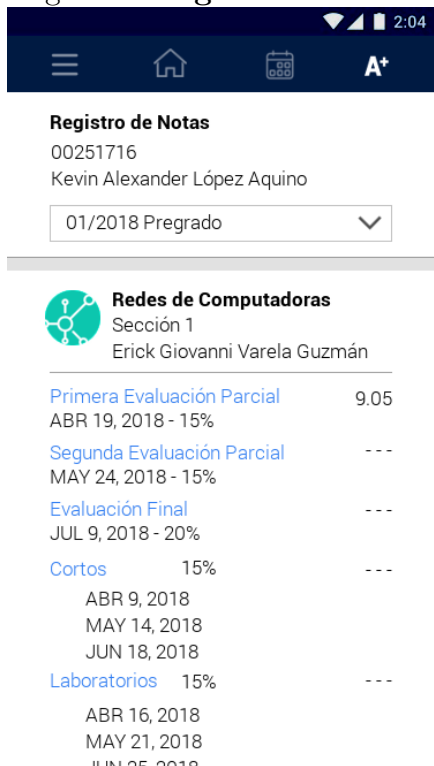 2:04
A+
Registro de Notas
00251716
Kevin Alexander López Aquino
01/2018 Pregrado
Redes de Computadoras
Sección 1
Erick Giovanni Varela Guzmán
Primera Evaluación Parcial 9.05
ABR 19, 2018 - 15%
Segunda Evaluación Parcial - - -
MAY 24, 2018 - 15%
Evaluación Final - - -
JUL 9, 2018 - 20%
Cortos 15% - - -
ABR 9, 2018
MAY 14, 2018
JUN 18, 2018
Laboratorios 15% - - -
ABR 16, 2018
MAY 21, 2018
JUN 25, 2018